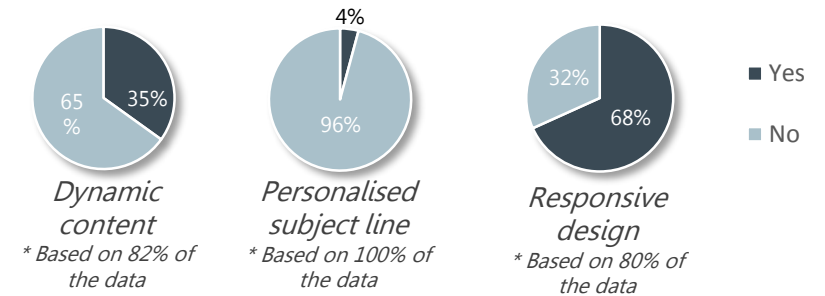 4%
35%
65
%
96%
32%
68%
Yes
No
Dynamic
content
* Based on 82% of
the data
Personalised
subject line
* Based on 100% of
the data
Responsive
design
* Based on 80% of
the data